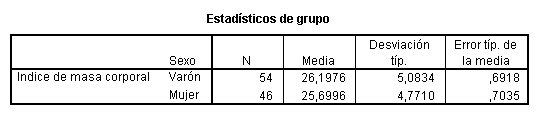 Estadísticos de grupo
Sexo N Media Desviación típ. Error típ. de la media
Indice de masa corporal Varón 54 26,1976 5,0834 ,6918
Mujer 46 25,6996 4,7710 ,7035